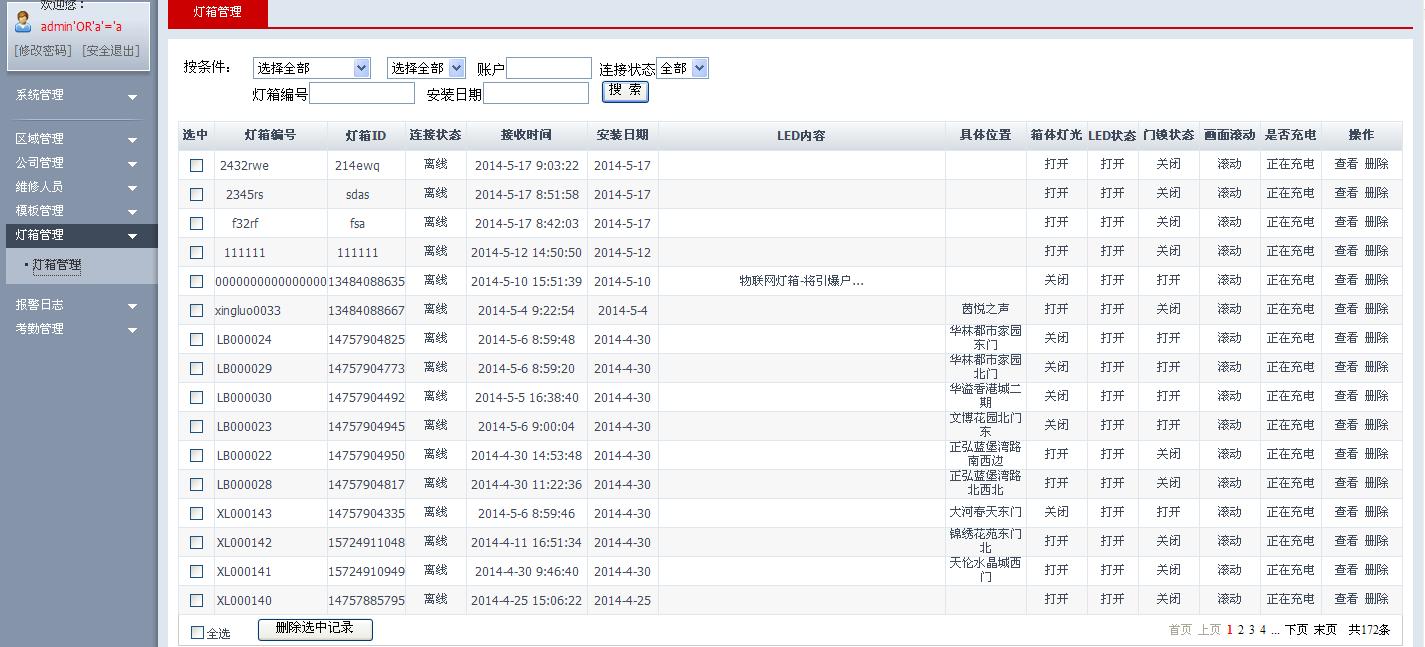 欢迎您：
admin'OR'a'='a
[修改密码] [安全退出]
系统管理
区域管理
公司管理
维修人员
模板管理
灯箱管理
灯箱管理
报警日志
考勤管理
灯箱管理
按条件： 选择全部 选择全部 账户 连接状态 全部
灯箱编号 安装日期 搜 索
选中 灯箱编号 灯箱ID 连接状态 接收时间 安装日期 LED内容 具体位置 箱体灯光 LED状态 门镜状态 画面滚动 是否充电 操作
2432rwe 214ewq 离线 2014-5-17 9:03:22 2014-5-17 打开 打开 关闭 滚动 正在充电 查看 删除
2345rs sdas 离线 2014-5-17 8:51:58 2014-5-17 打开 打开 关闭 滚动 正在充电 查看 删除
f32rf fsa 离线 2014-5-17 8:42:03 2014-5-17 打开 打开 关闭 滚动 正在充电 查看 删除
111111 111111 离线 2014-5-12 14:50:50 2014-5-12 打开 打开 关闭 滚动 正在充电 查看 删除
0000000000000000 13484088635 离线 2014-5-10 15:51:39 2014-5-10 物联网灯箱-将引爆户... 关闭 打开 打开 滚动 正在充电 查看 删除
xingluo0033 13484088667 离线 2014-5-4 9:22:54 2014-5-4 茵悦之声 打开 打开 关闭 滚动 正在充电 查看 删除
LB000024 14757904825 离线 2014-5-6 8:59:48 2014-4-30 华林都市家园东门 关闭 打开 关闭 滚动 正在充电 查看 删除
LB000029 14757904773 离线 2014-5-6 8:59:20 2014-4-30 华林都市家园北门 关闭 打开 关闭 滚动 正在充电 查看 删除
LB000030 14757904492 离线 2014-5-5 16:38:40 2014-4-30 华溢香港城二期 关闭 打开 关闭 滚动 正在充电 查看 删除
LB000023 14757904945 离线 2014-5-6 9:00:04 2014-4-30 文博花园北门东 关闭 打开 关闭 滚动 正在充电 查看 删除
LB000022 14757904950 离线 2014-4-30 14:53:48 2014-4-30 正弘蓝堡湾路南西边 打开 打开 打开 滚动 正在充电 查看 删除
LB000028 14757904817 离线 2014-4-30 11:22:36 2014-4-30 正弘蓝堡湾路北西北 打开 打开 关闭 滚动 正在充电 查看 删除
XL000143 14757904335 离线 2014-5-6 8:59:46 2014-4-30 大河春天东门 关闭 打开 关闭 滚动 正在充电 查看 删除
XL000142 15724911048 离线 2014-4-11 16:51:34 2014-4-30 锦绣花苑东门北 打开 打开 关闭 滚动 正在充电 查看 删除
XL000141 15724910949 离线 2014-4-30 9:46:40 2014-4-30 天伦水晶城西门 打开 打开 关闭 滚动 正在充电 查看 删除
XL000140 14757885795 离线 2014-4-25 15:06:22 2014-4-25 打开 打开 关闭 滚动 正在充电 查看 删除
全选 删除选中记录 首页 上页 1 2 3 4 ... 下页 末页 共172条